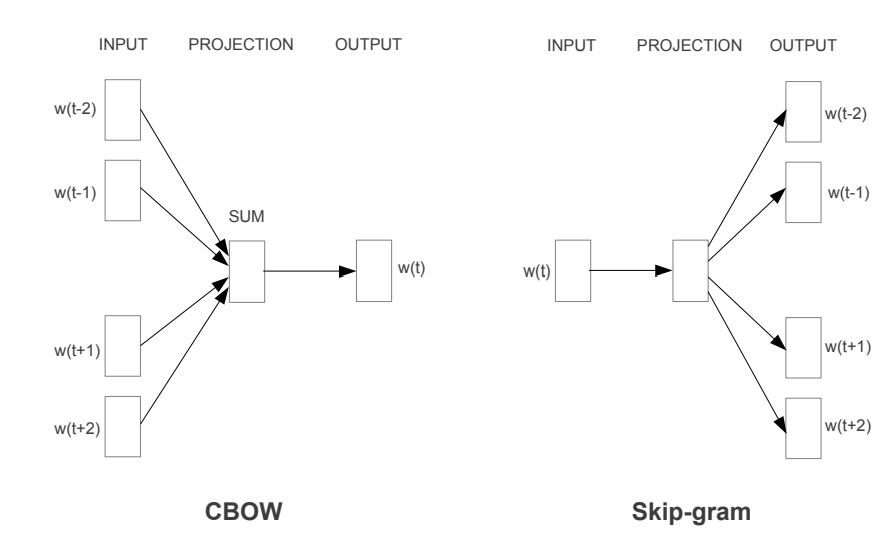 INPUT PROJECTION OUTPUT
w(t-2)
w(t-1)
SUM
w(t)
w(t+1)
w(t+2)
CBOW
INPUT PROJECTION OUTPUT
w(t-2)
w(t-1)
w(t)
w(t+1)
w(t+2)
Skip-gram